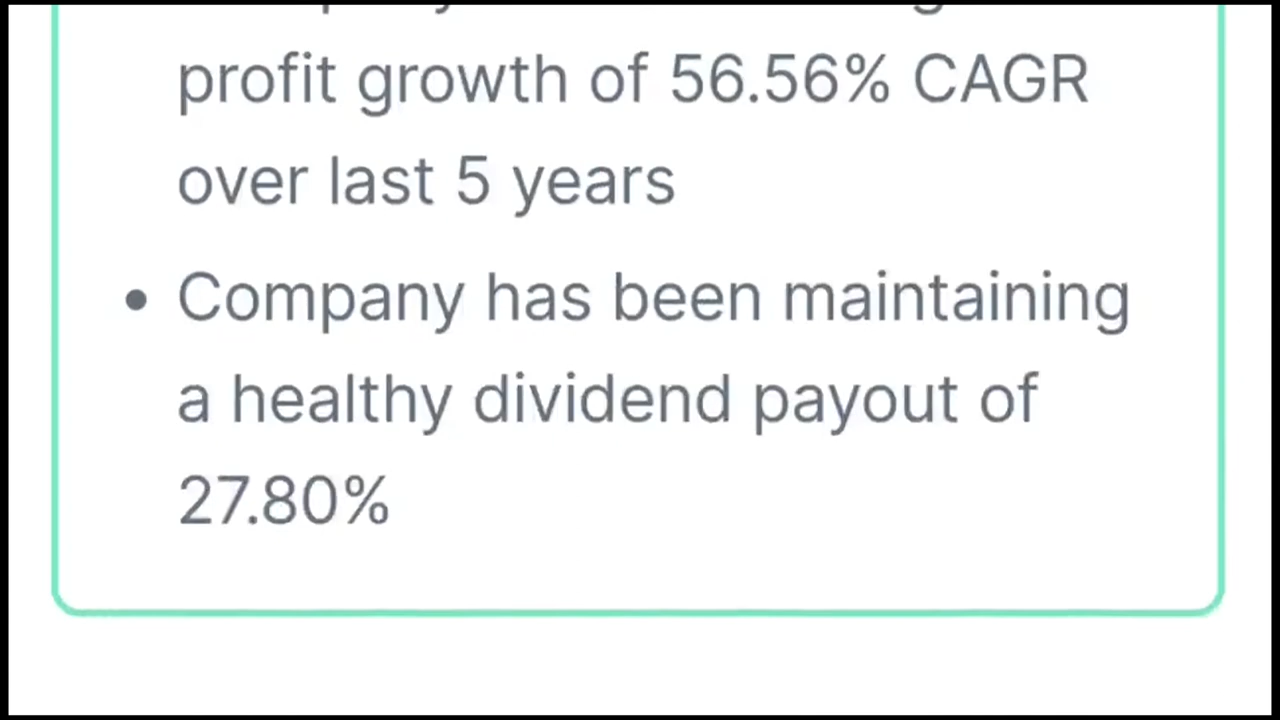 profit growth of 56.56% CAGR
over last 5 years
• Company has been maintaining
a healthy dividend payout of
27.80%